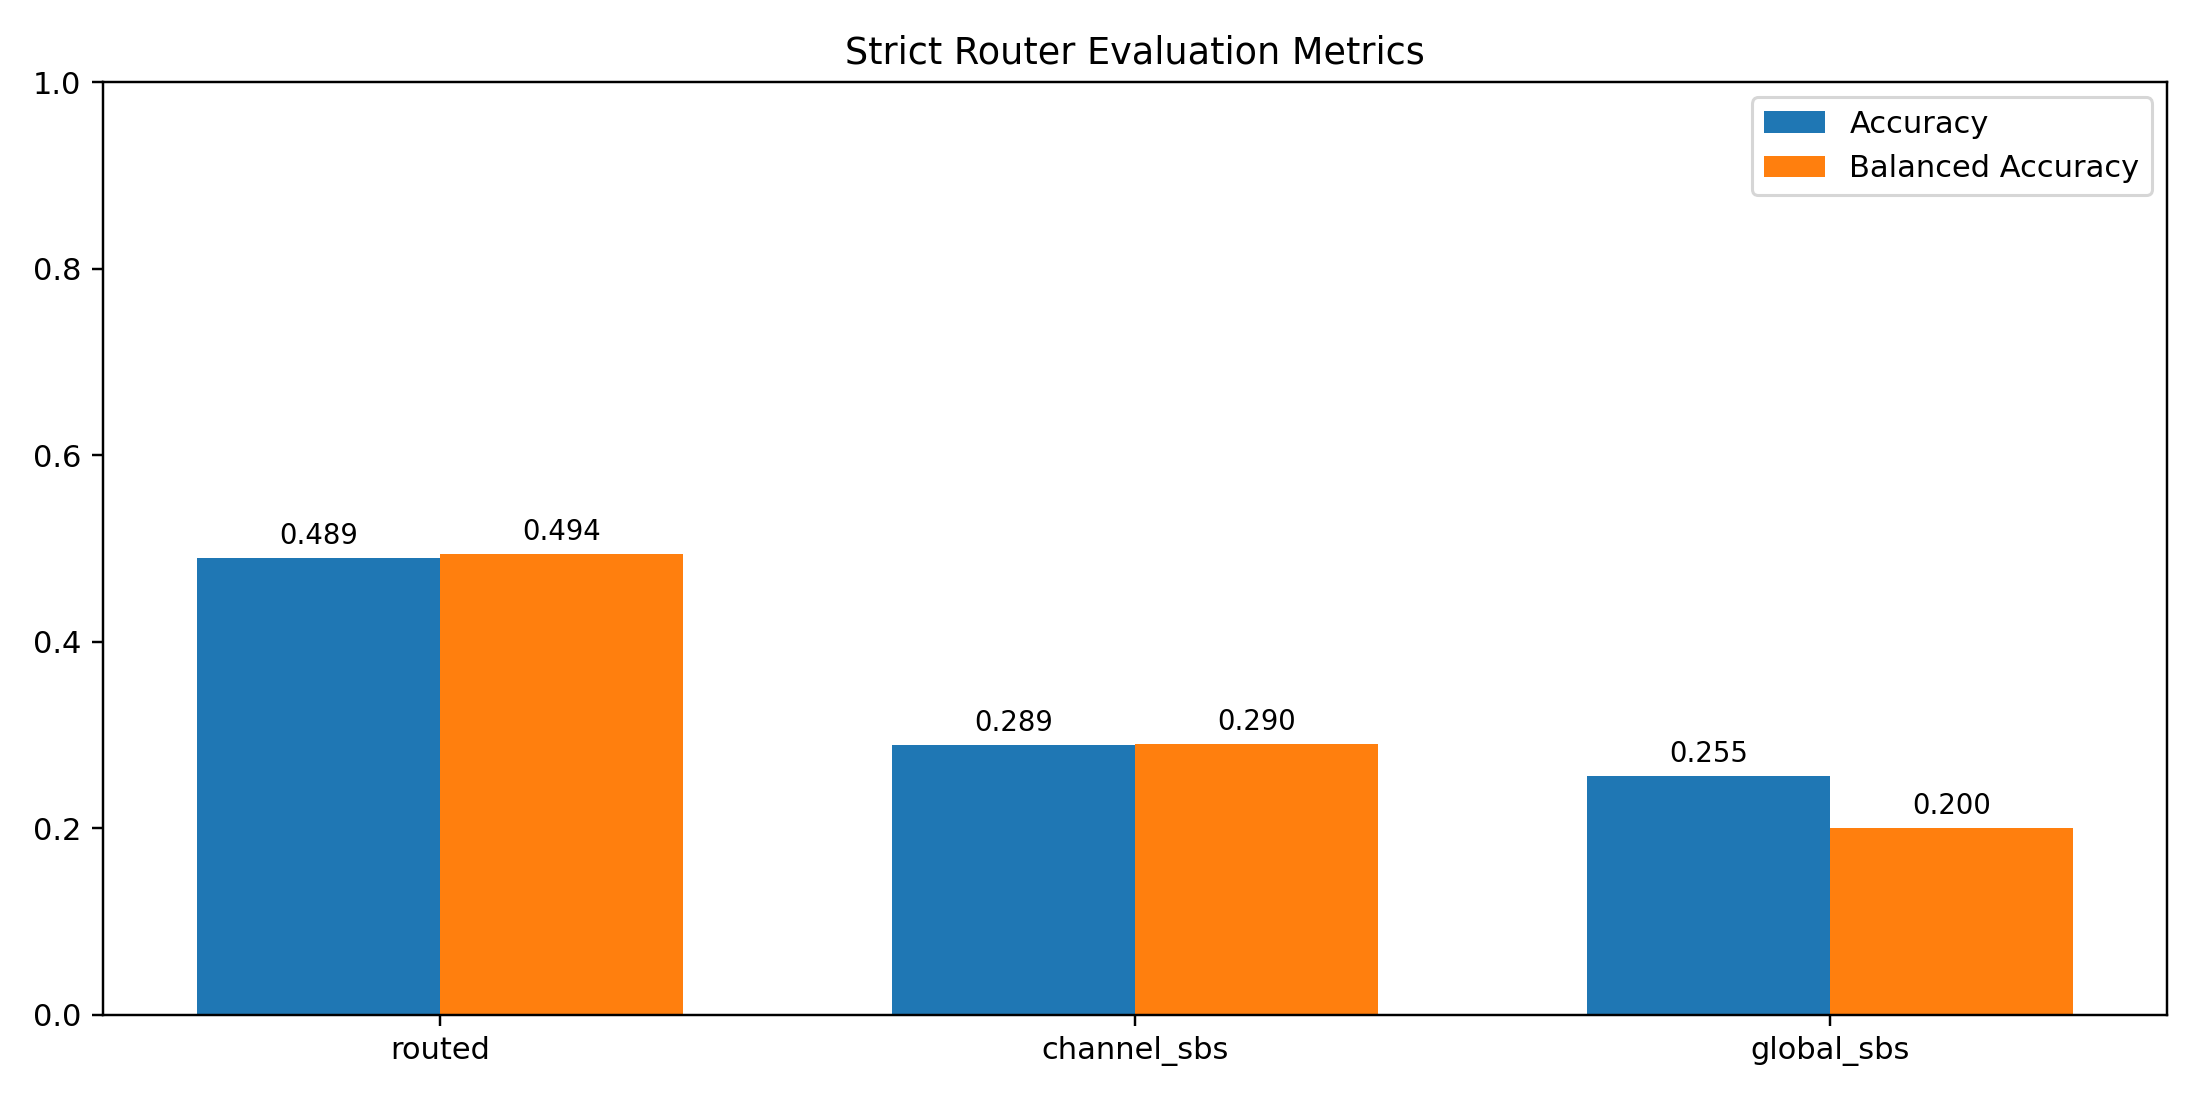 Strict Router Evaluation Metrics
1.0
0.8
0.6
0.4
0.2
0.0
Accuracy
Balanced Accuracy
0.489
0.494
0.289
0.290
0.255
0.200
routed
channel_sbs
global_sbs